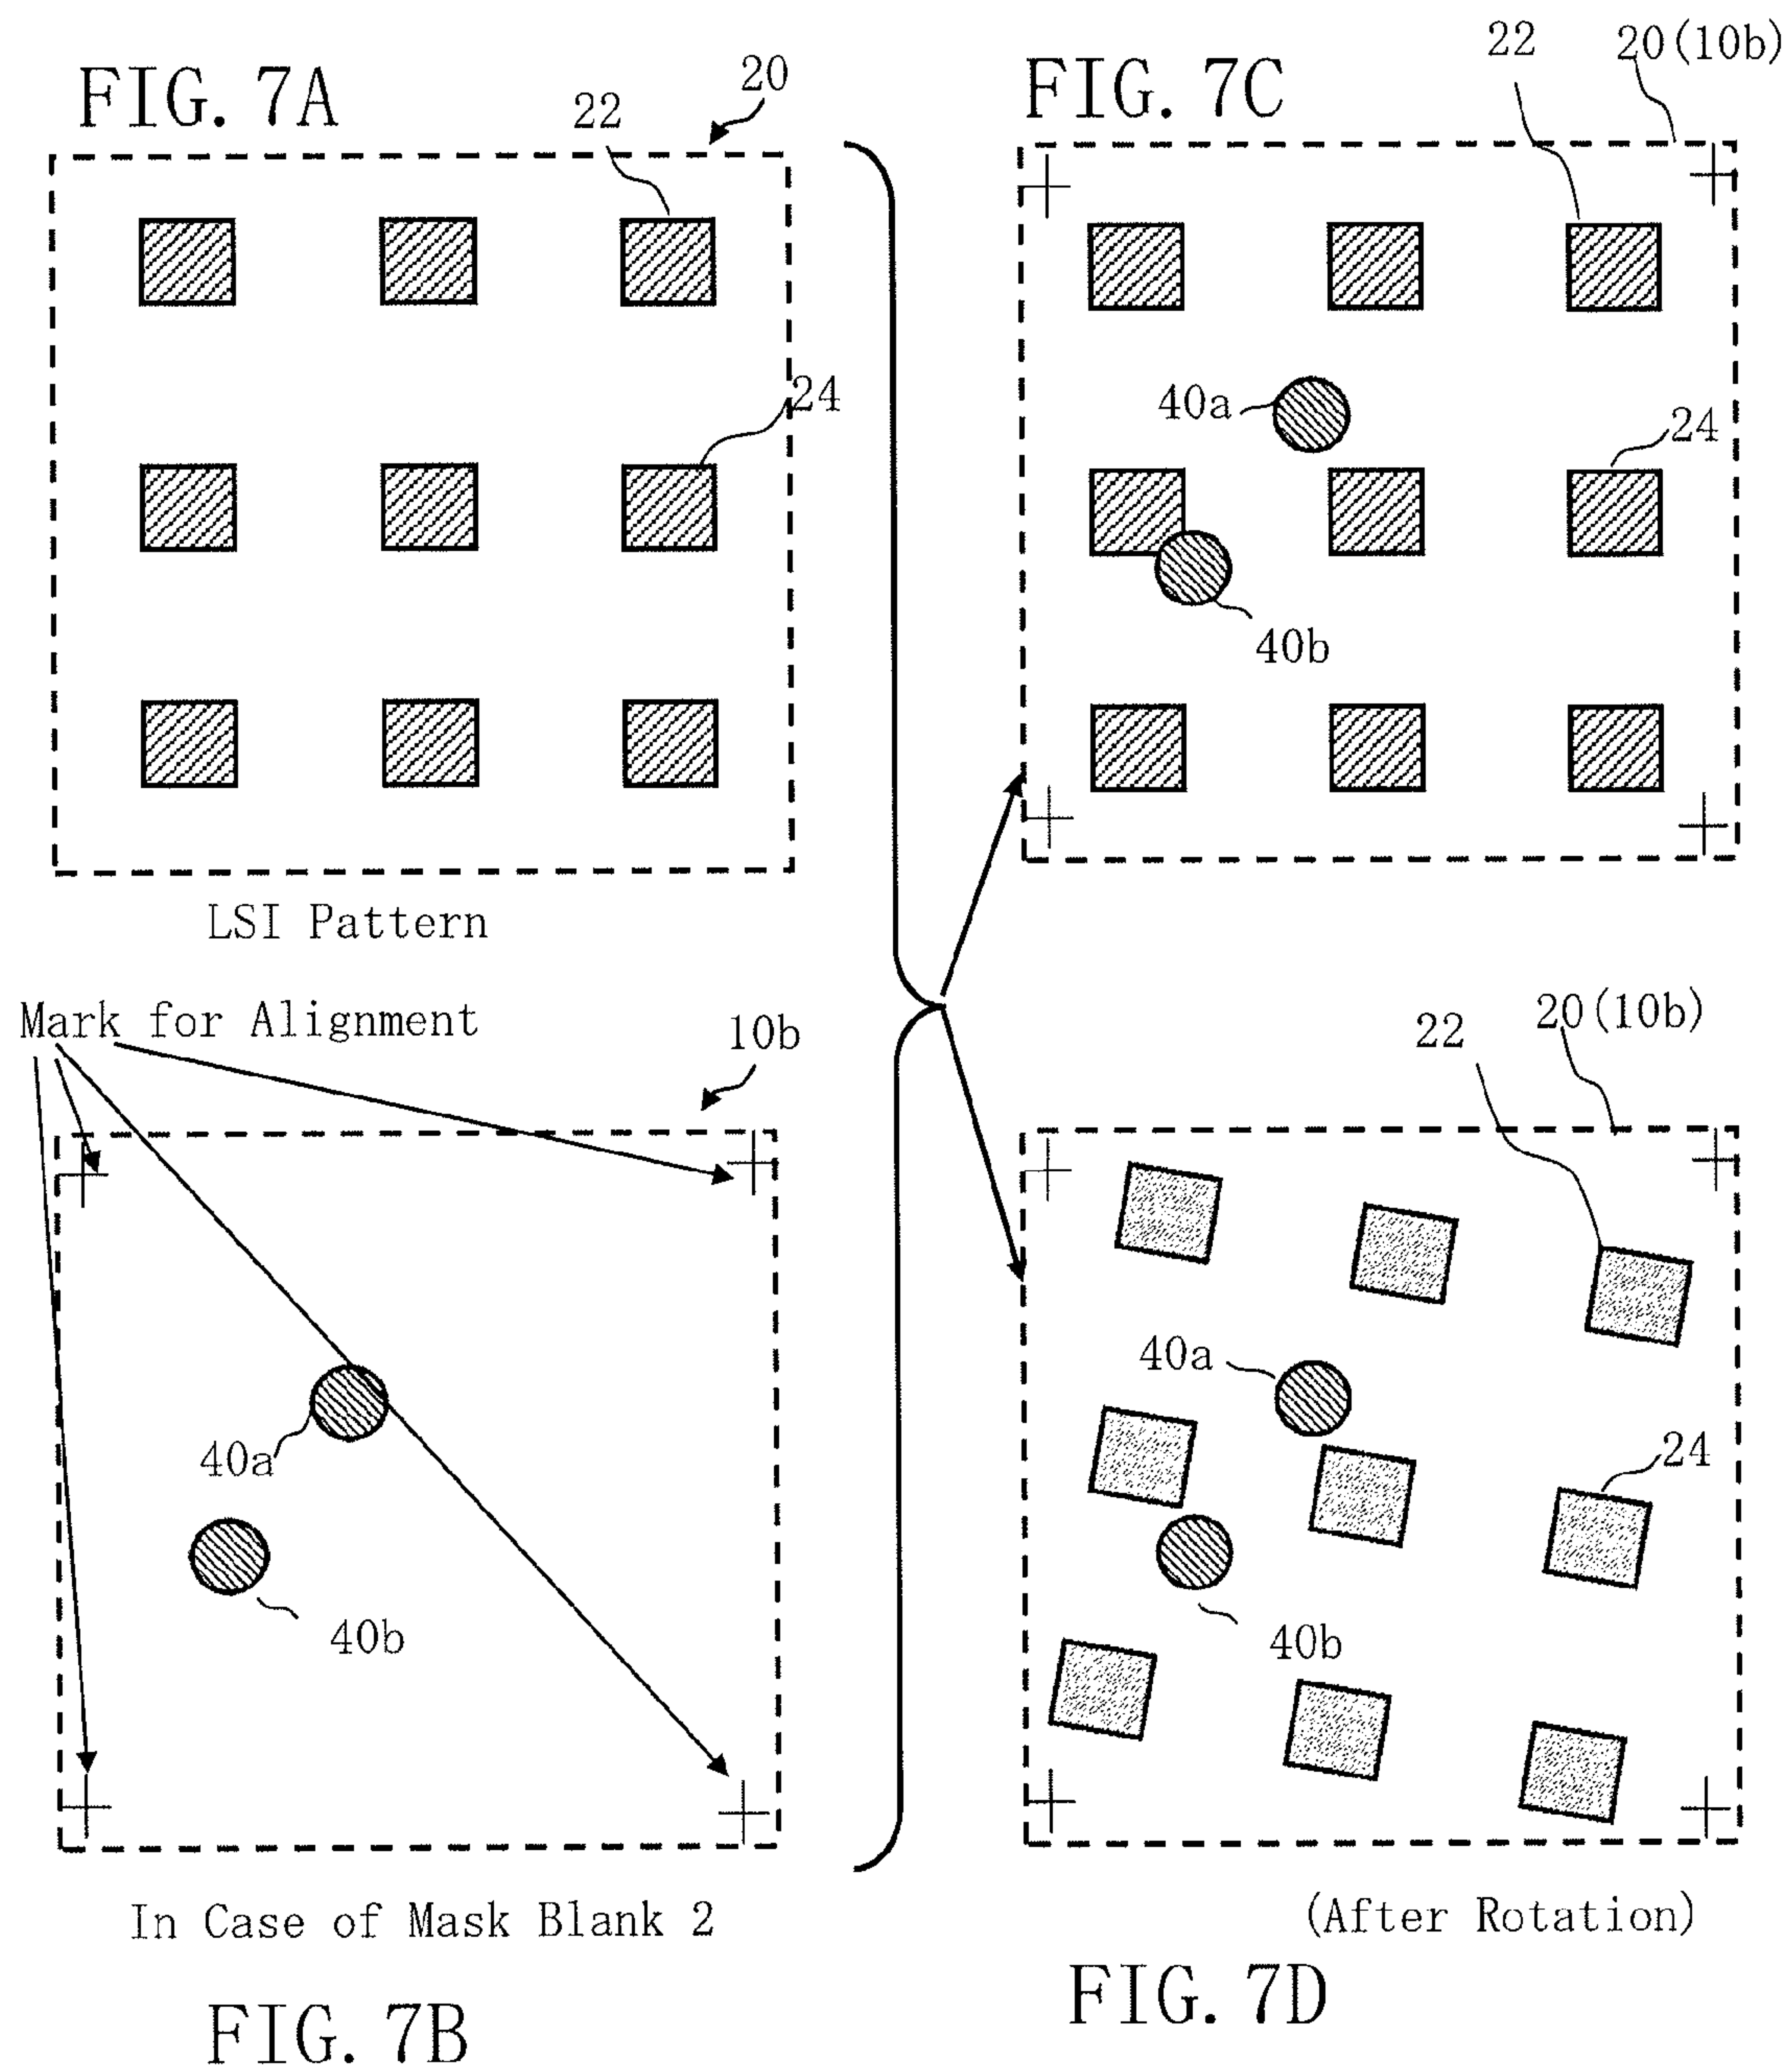 FIG. 7A
20
22
24
LSI Pattern
FIG. 7C
22
20(10b)
40a
24
40b
Mark for Alignment
10b
40a
40b
In Case of Mask Blank 2
FIG. 7B
22
20(10b)
40a
24
40b
(After Rotation)
FIG. 7D